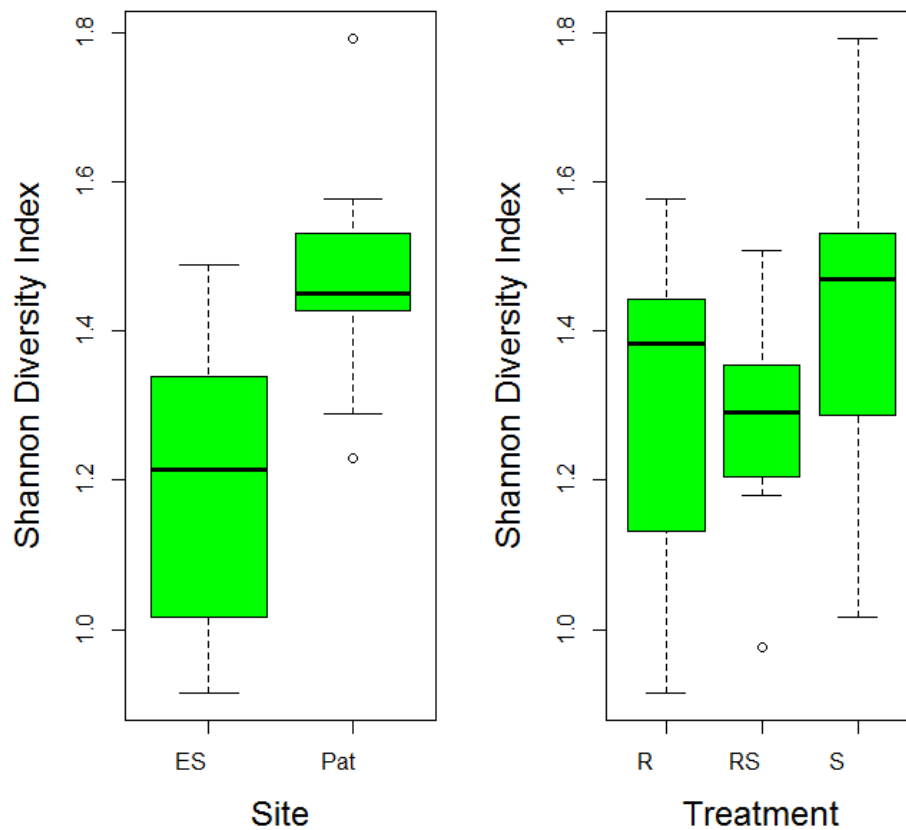 Shannon Diversity Index
1.8
1.6
1.4
1.2
1.0
ES Pat
Site
Shannon Diversity Index
1.8
1.6
1.4
1.2
1.0
R RS S
Treatment